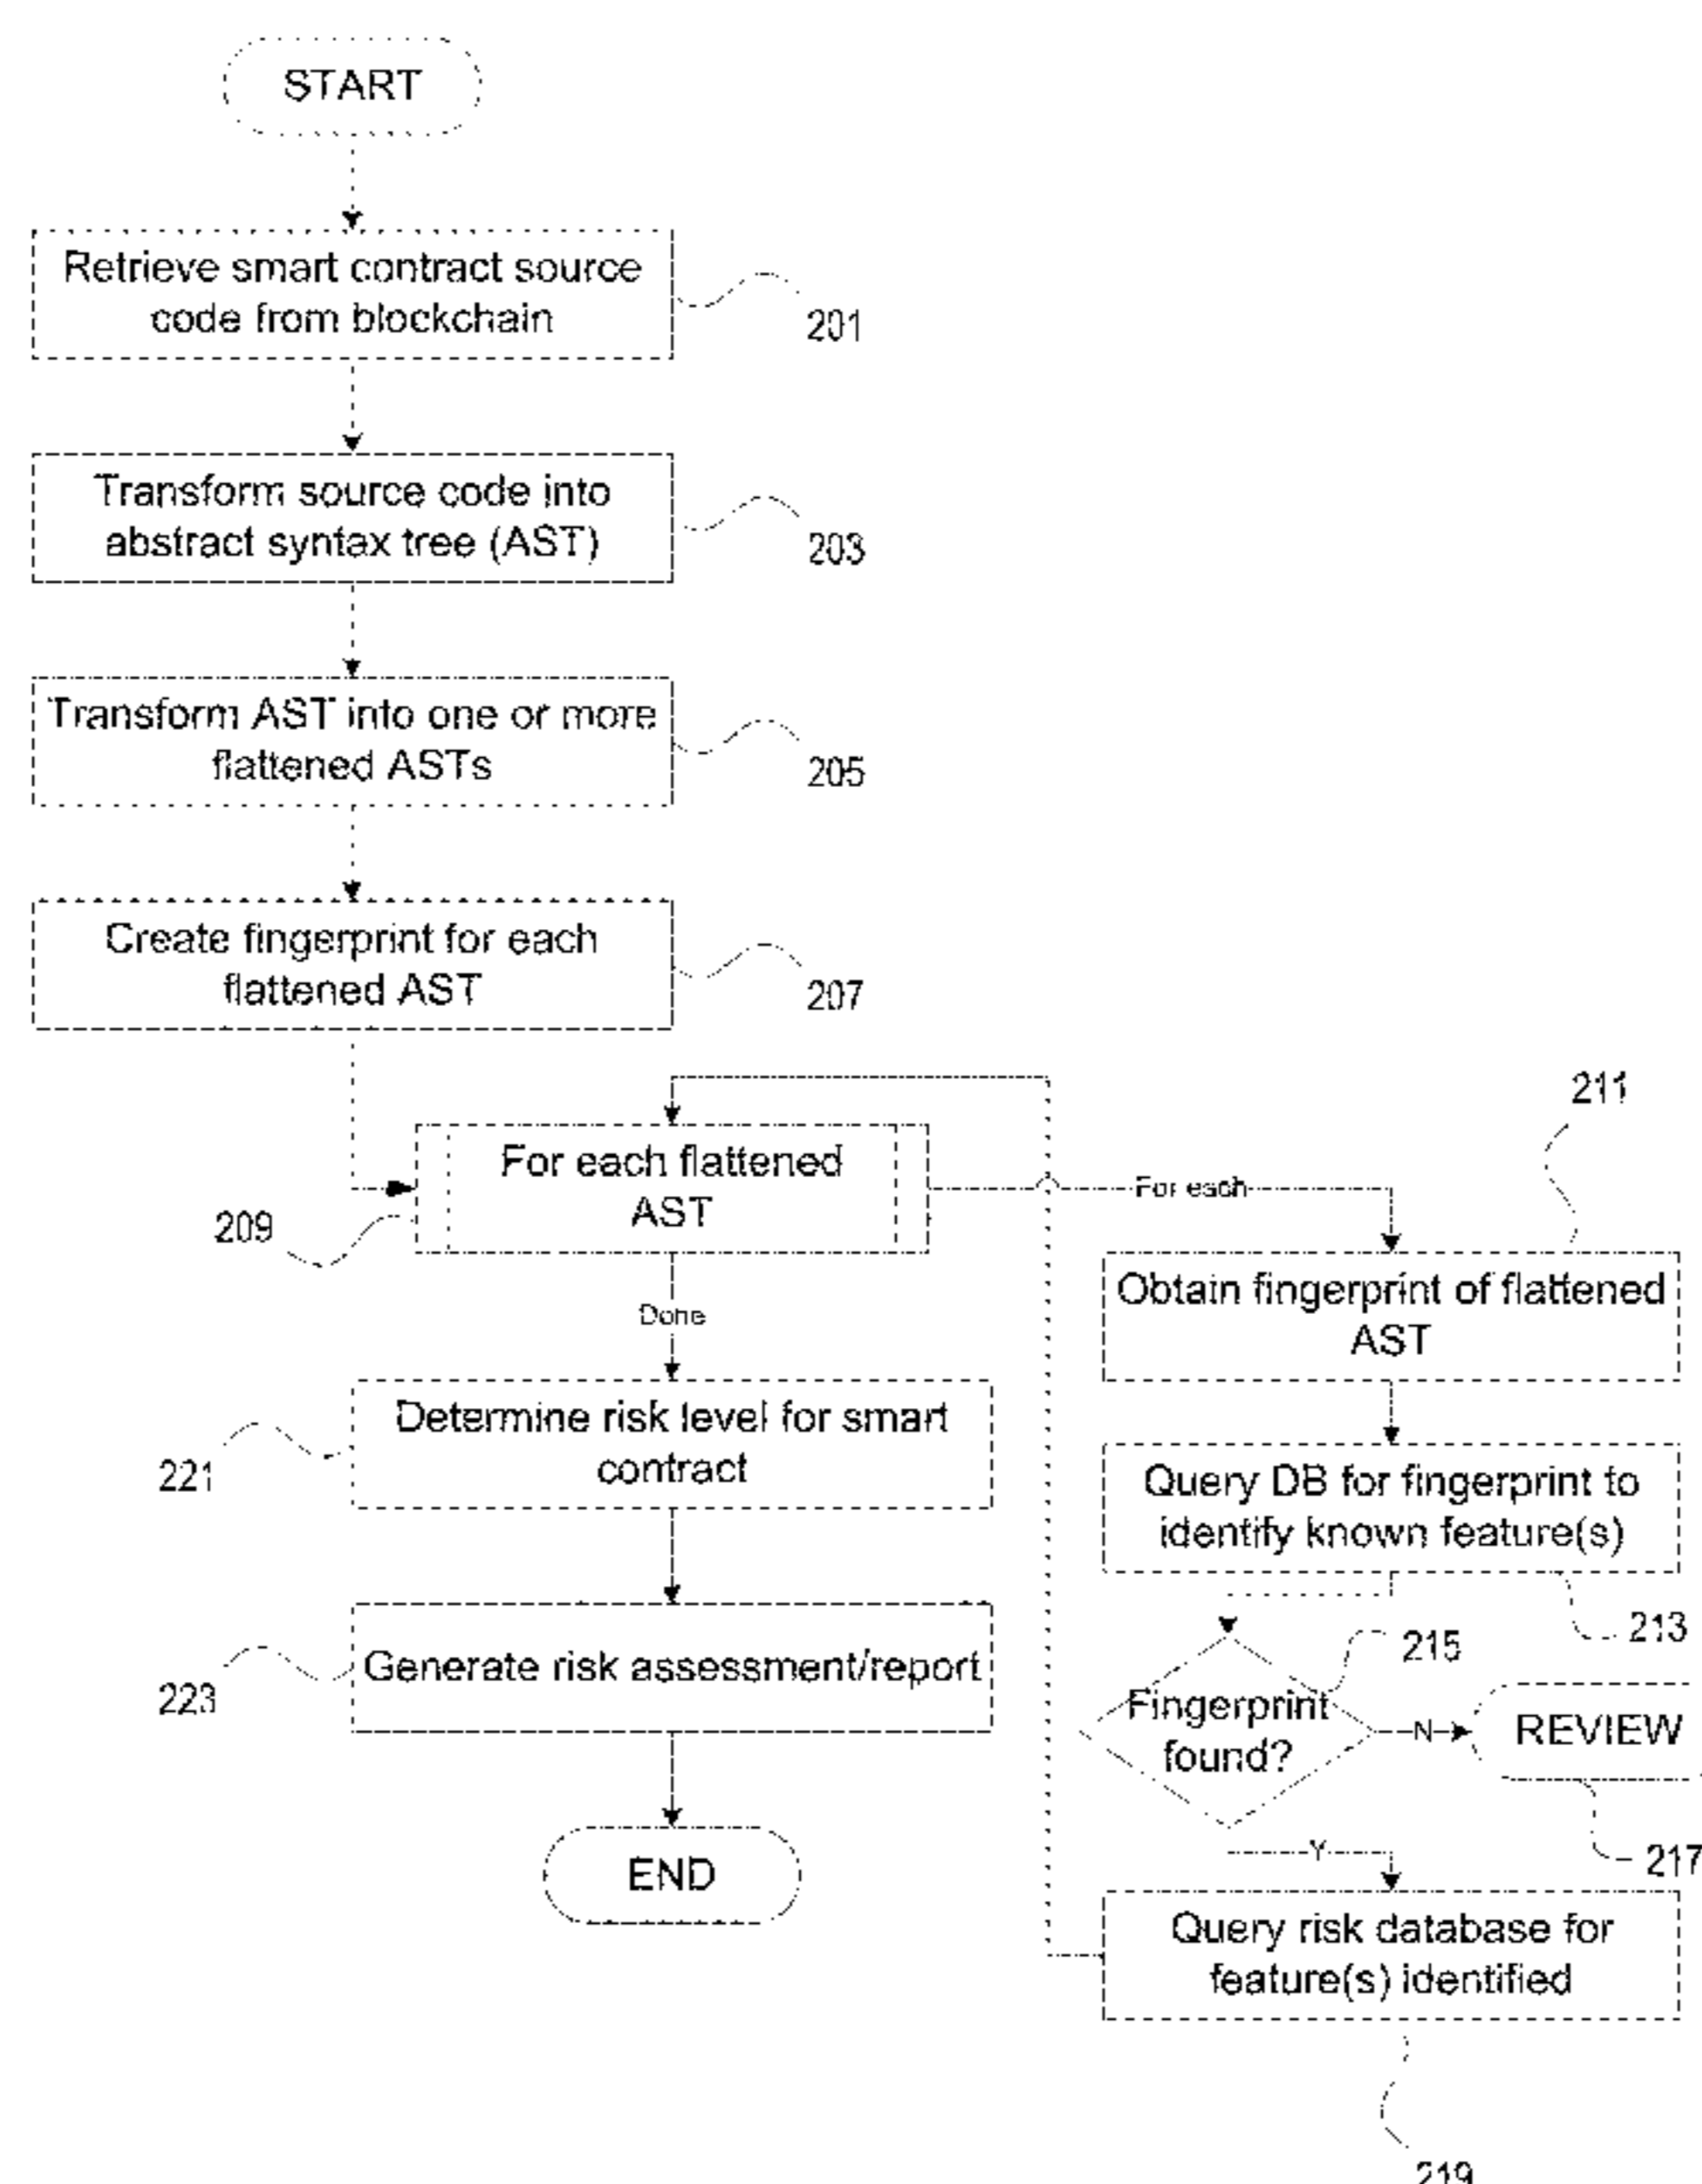 START
Retrieve smart contract source
code from blockchain
201
Transform source code into
abstract syntax tree (AST)
203
Transform AST into one or more
flattened ASTs
205
Create fingerprint for each
flattened AST
207
211
For each flattened
AST
For each
209
Obtain fingerprint of flattened
AST
Done
Determine risk level for smart
contract
221
Query DB for fingerprint to
identify known feature(s)
213
215
Generate risk assessment/report
223
Fingerprint
found?
N
REVIEW
217
Y
END
Query risk database for
feature(s) identified
219